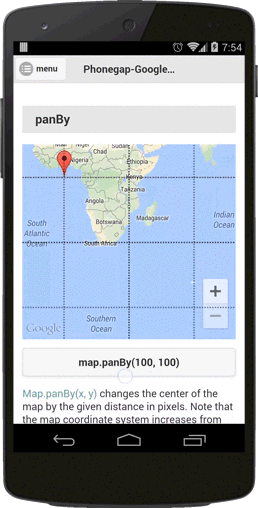 7:54
menu
Phonegap-Google...
panBy
Nigeria
Sudan
Ethiopia
Kenya
Tanzania
Angola
Botswana
Madagascar
South Africa
South
Atlantic
Ocean
Indian
Ocean
Southern
Ocean
+
−
Google
map.panBy(100, 100)
Map.panBy(x, y) changes the center of
the map by the given distance in pixels. Note that
the map coordinate system increases from